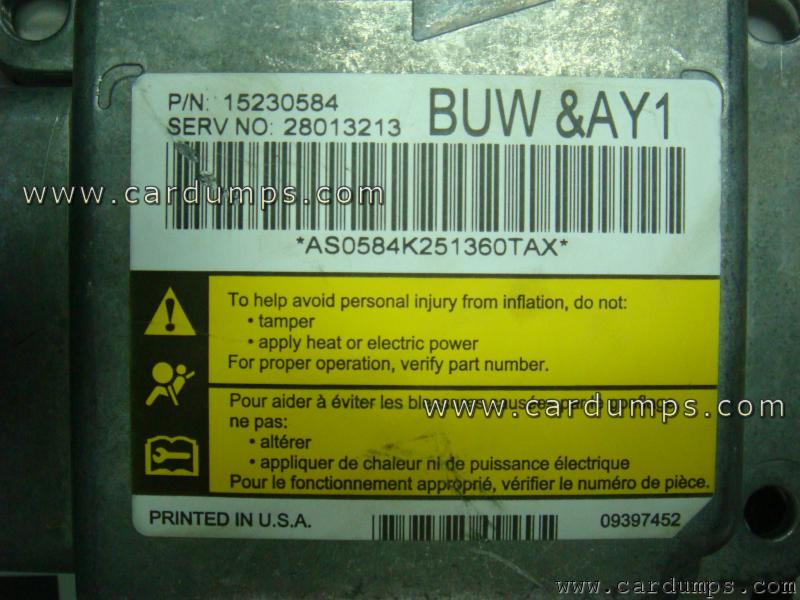 P/N: 15230584
SERV NO: 28013213
BUW &AY1
www.cardumps.com
*AS0584K251360TAX*
To help avoid personal injury from inflation, do not:
• tamper
• apply heat or electric power
For proper operation, verify part number.
Pour aider à éviter les
www.cardumps.com
ne pas:
• altérer
• appliquer de chaleur ni de puissance électrique
Pour le fonctionnement approprié, vérifier le numéro de pièce.
PRINTED IN U.S.A.
09397452
www.cardumps.com